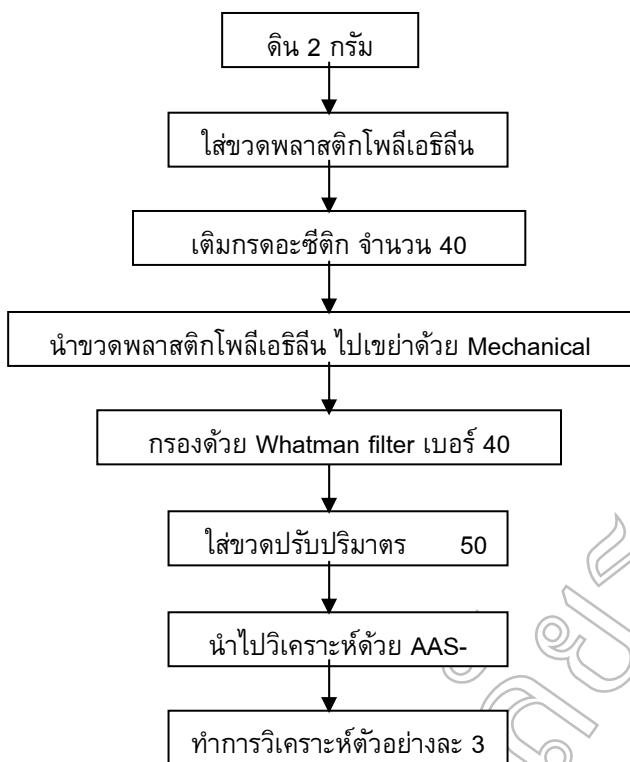 ดิน 2 กรัม
ใส่ขวดพลาสติกโพลีเอธิลีน
เติมกรดอะซีติก จำนวน 40
นำขวดพลาสติกโพลีเอธิลีน ไปเขย่าด้วย Mechanical
กรองด้วย Whatman filter เบอร์ 40
ใส่ขวดปรับปริมาตร 50
นำไปวิเคราะห์ด้วย AAS-
ทำการวิเคราะห์ตัวอย่างละ 3